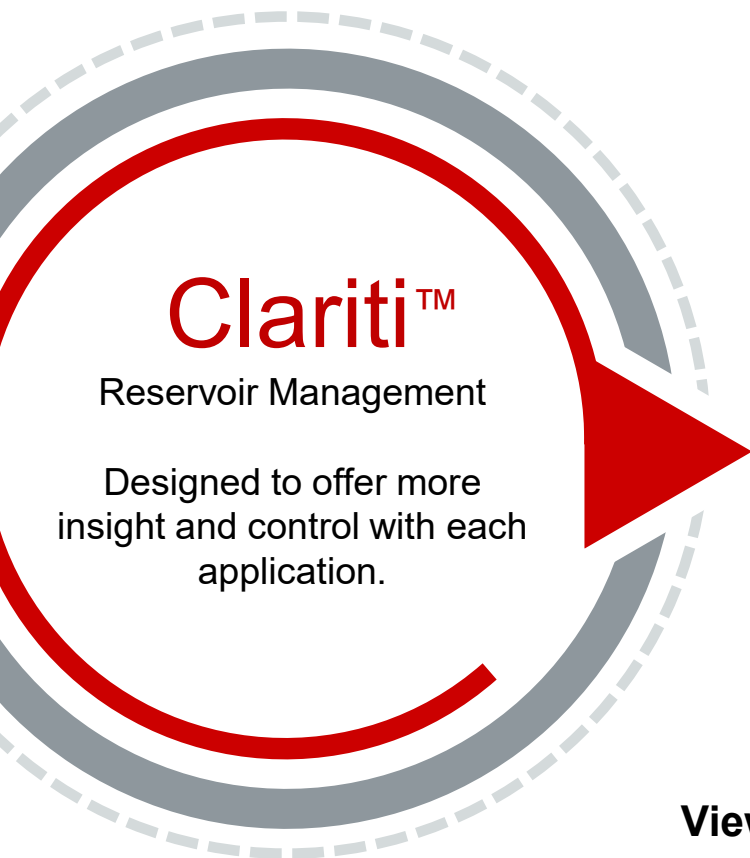 Clariti™
Reservoir Management
Designed to offer more
insight and control with each
application.